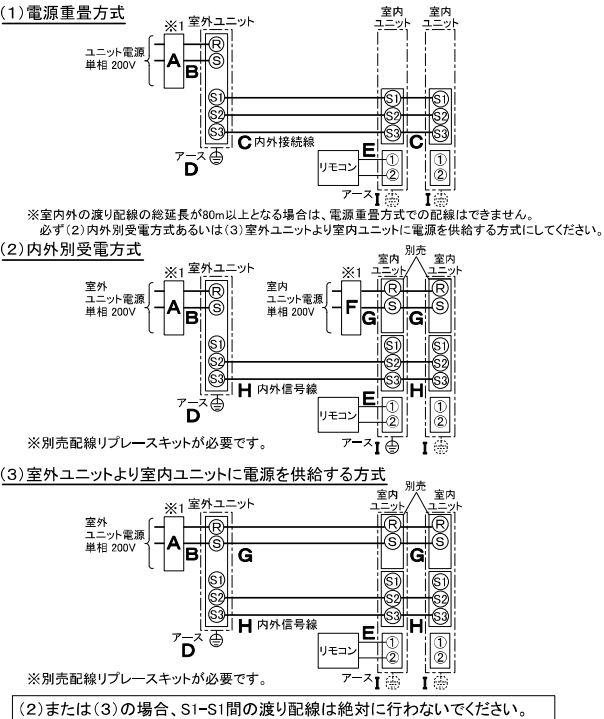 (1)電源重畳方式
※1 室外ユニット
室内
ユニット
室内
ユニット
ユニット電源
単相 200V
A
B
R
S
S1
S2
S3
S1
S2
S3
S1
S2
S3
C 内外接続線
C
アース
D
E
リモコン
①
②
①
②
アース I
I
※室内外の渡り配線の総延長が80m以上となる場合は、電源重畳方式での配線はできません。
必ず(2)内外別受電方式あるいは(3)室外ユニットより室内ユニットに電源を供給する方式にしてください。
(2)内外別受電方式
※1 室外ユニット
※1
室内
ユニット
別売
室内
ユニット
室外
ユニット電源
単相 200V
A
B
R
S
室内
ユニット電源
単相 200V
F
G
R
S
G
R
S
S1
S2
S3
S1
S2
S3
S1
S2
S3
H 内外信号線
H
アース
D
E
リモコン
①
②
①
②
アース I
I
※別売配線リプレースキットが必要です。
(3)室外ユニットより室内ユニットに電源を供給する方式
※1 室外ユニット
室内
ユニット
別売
室内
ユニット
室外
ユニット電源
単相 200V
A
B
R
S
G
R
S
G
R
S
S1
S2
S3
S1
S2
S3
S1
S2
S3
H 内外信号線
H
アース
D
E
リモコン
①
②
①
②
アース I
I
※別売配線リプレースキットが必要です。
(2)または(3)の場合、S1-S1間の渡り配線は絶対に行わないでください。